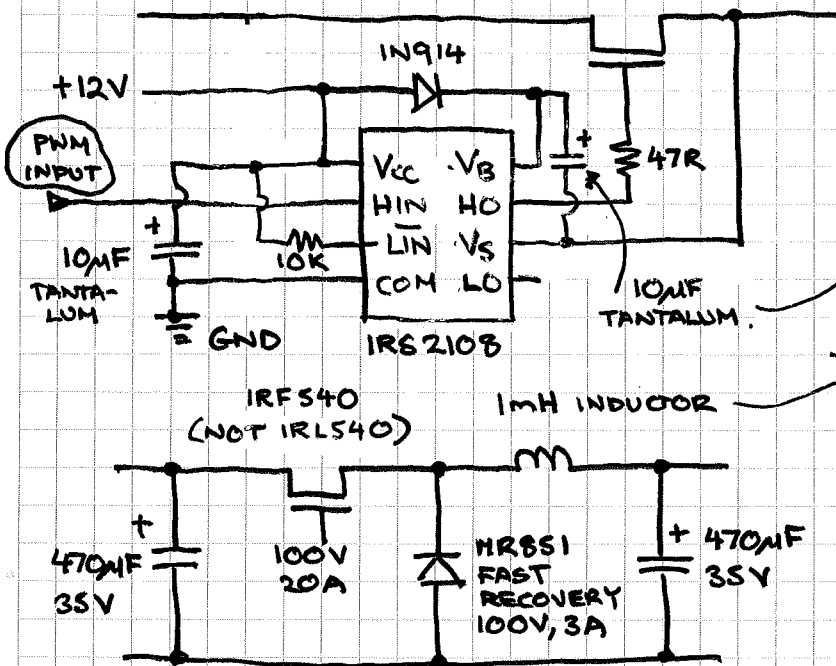 1N914
+12V
PWM
INPUT
VCC
VB
47R
HIN
HO
+
+
LIN
VS
10K
10µF
TANTA-
LUM
COM
LO
10µF
TANTALUM.
GND
IRS2108
IRF540
(NOT IRL540)
1mH INDUCTOR
+
470µF
35V
100V
20A
MR851
FAST
RECOVERY
100V, 3A
+
470µF
35V